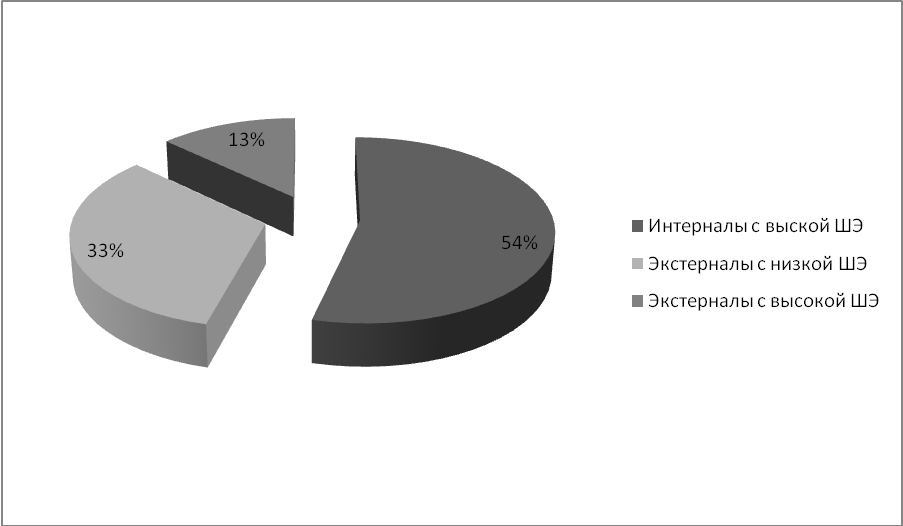 13%
33%
54%
Интерналы с выской ШЭ
Экстерналы с низкой ШЭ
Экстерналы с высокой ШЭ